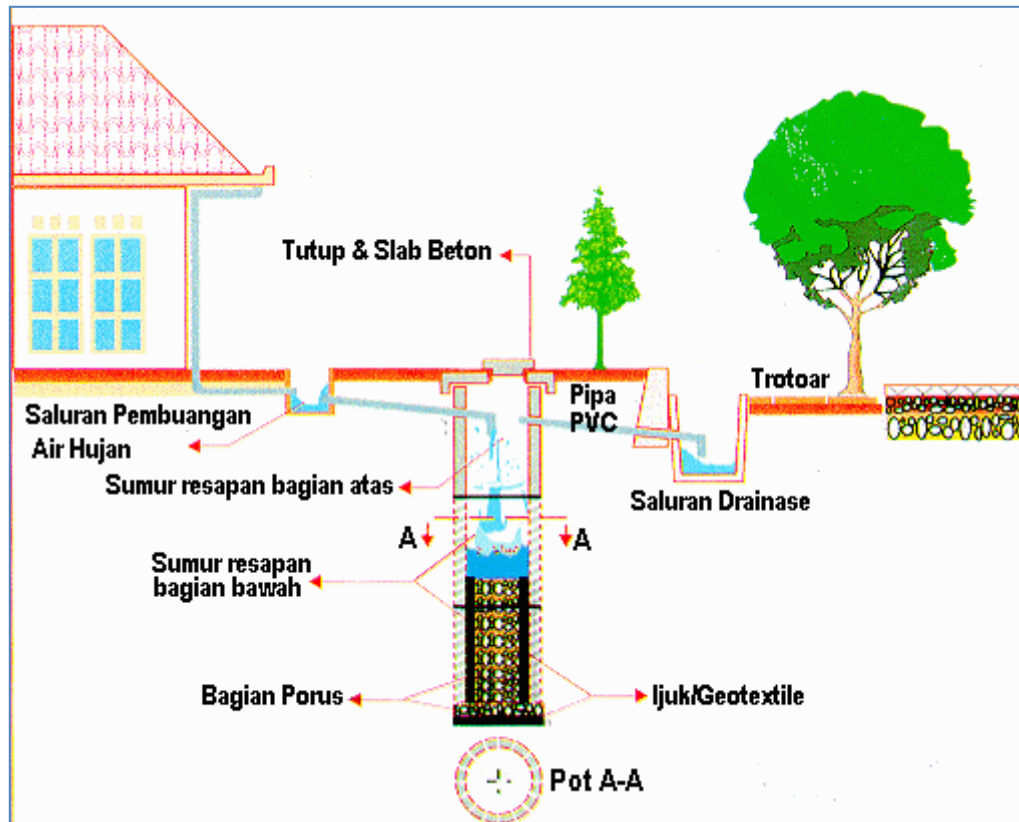 Tutup & Slab Beton
Pipa
PVC
Trotoar
Saluran Pembuangan
Air Hujan
Sumur resapan bagian atas
Saluran Drainase
A
A
Sumur resapan
bagian bawah
Bagian Porus
Ijuk/Geotextile
Pot A-A